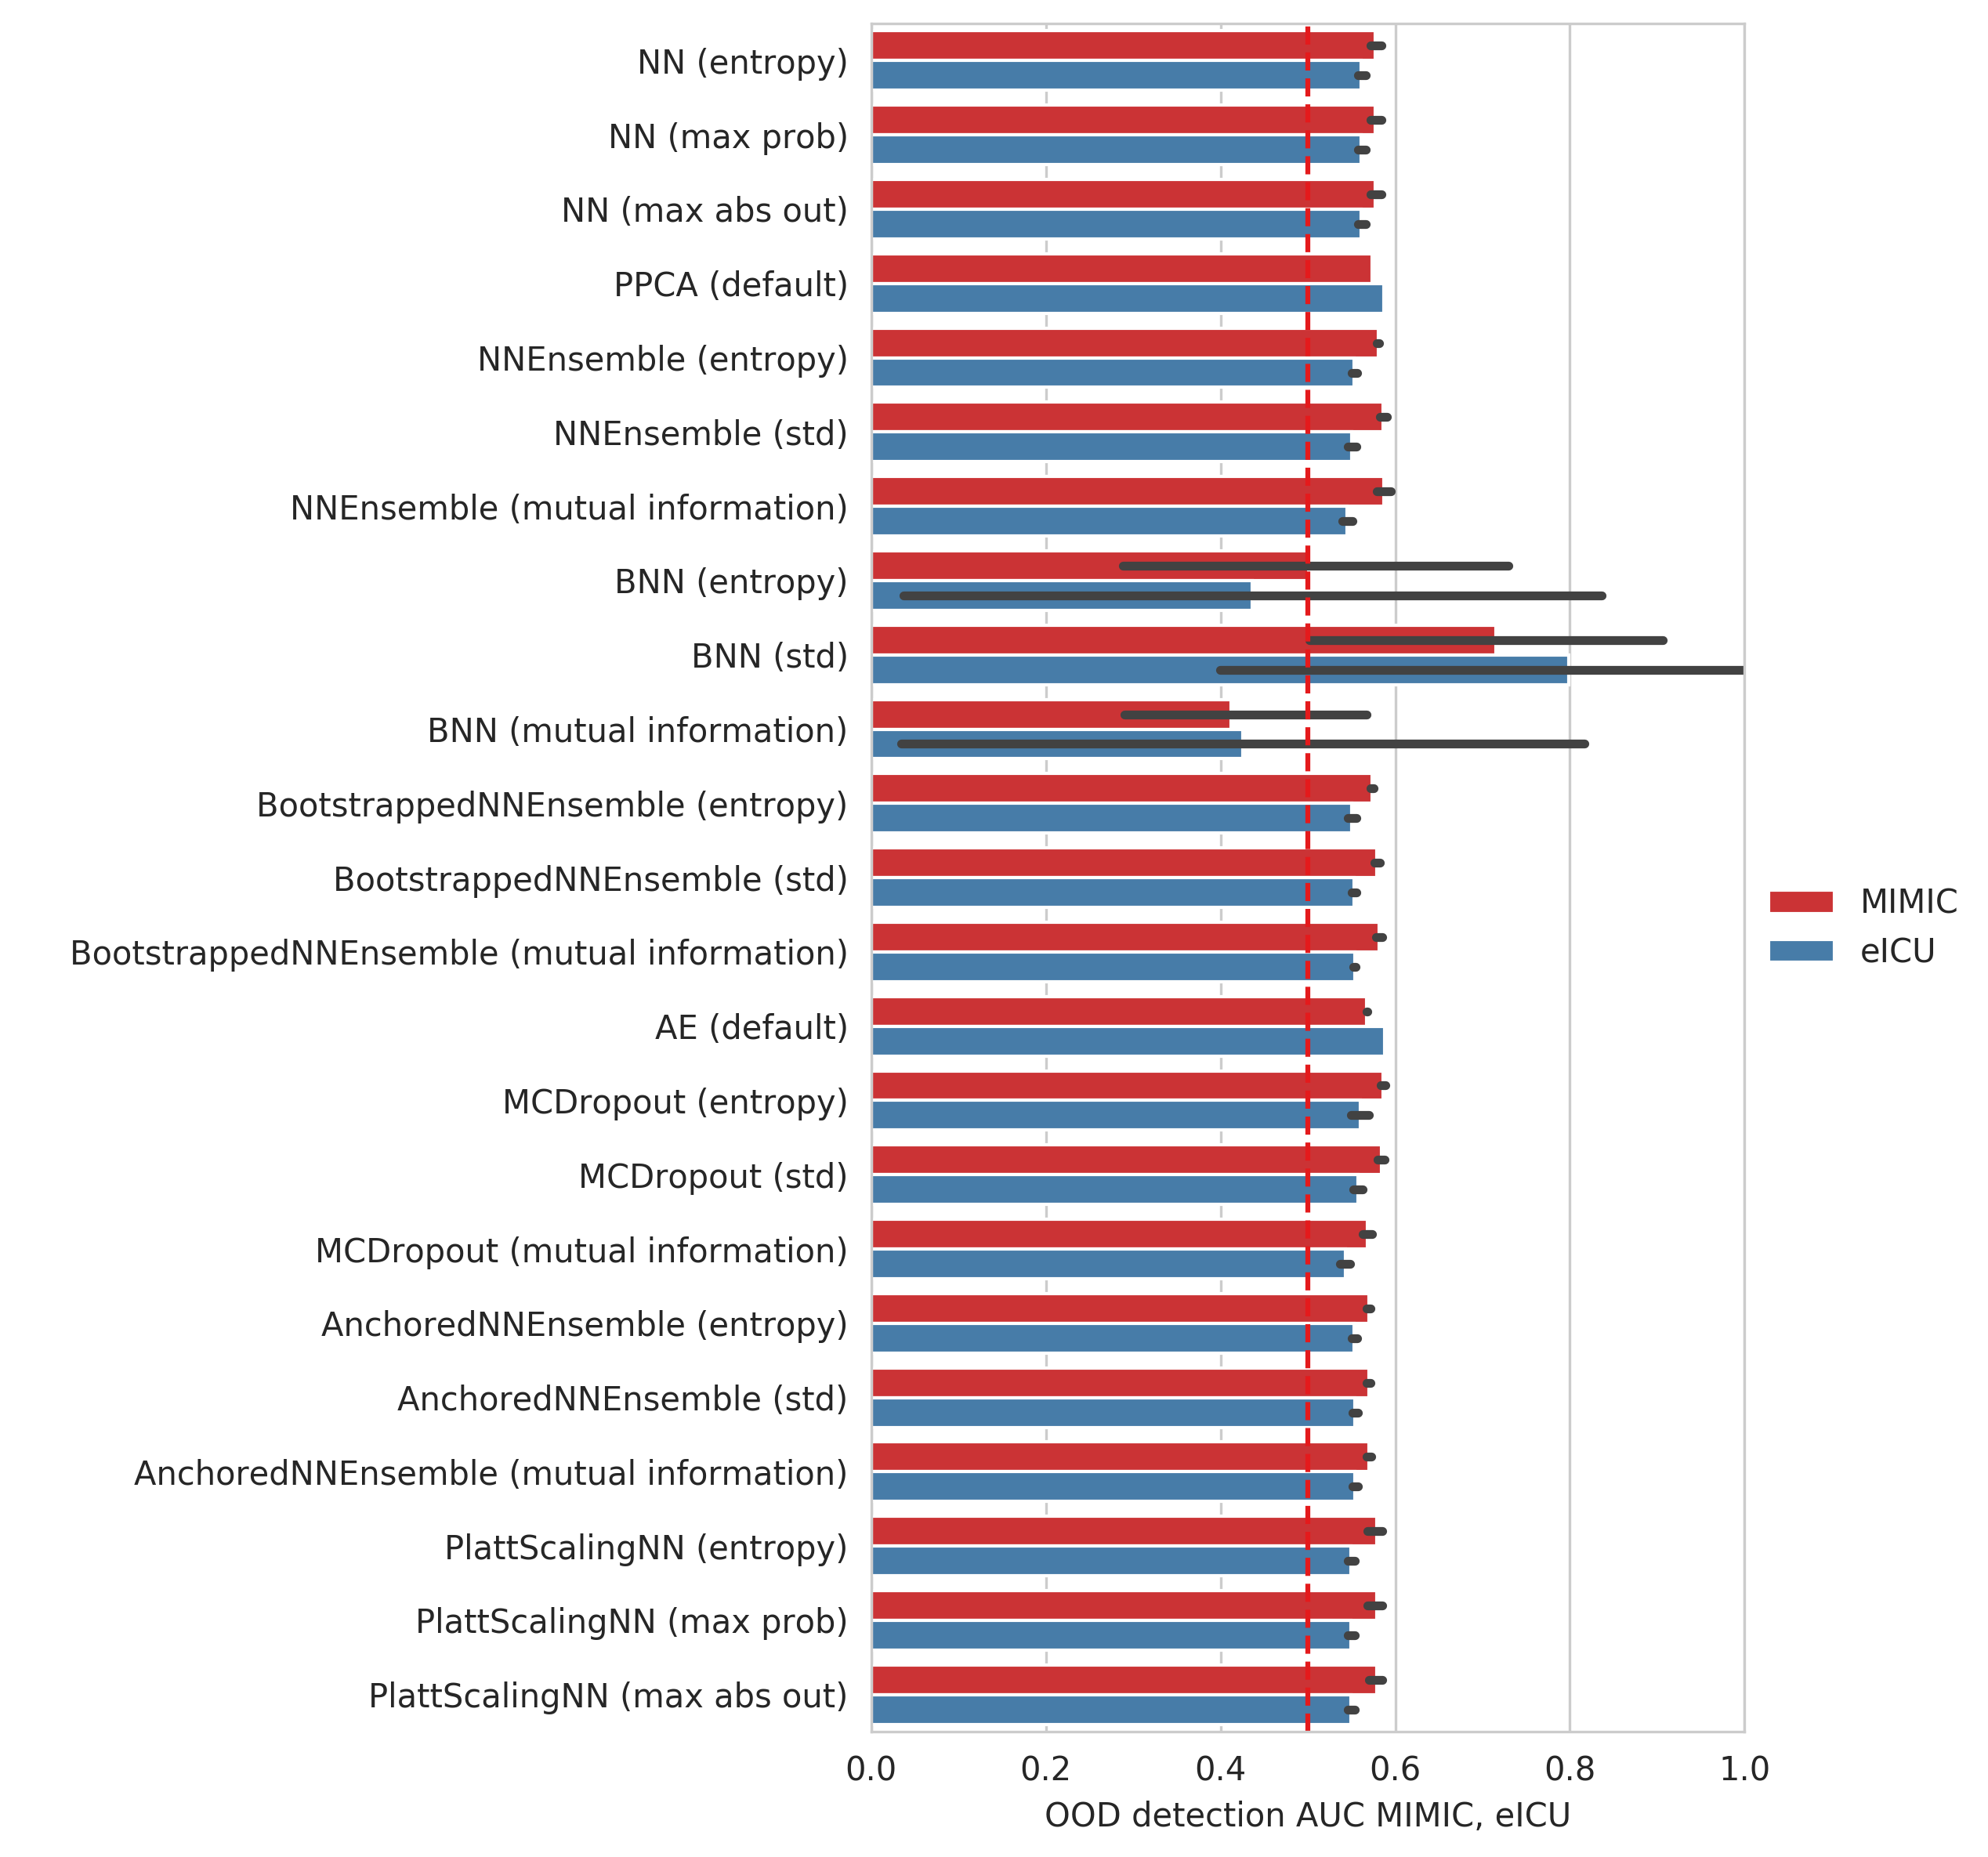 NN (entropy)
NN (max prob)
NN (max abs out)
PPCA (default)
NNEnsemble (entropy)
NNEnsemble (std)
NNEnsemble (mutual information)
BNN (entropy)
BNN (std)
BNN (mutual information)
BootstrappedNNEnsemble (entropy)
BootstrappedNNEnsemble (std)
BootstrappedNNEnsemble (mutual information)
AE (default)
MCDropout (entropy)
MCDropout (std)
MCDropout (mutual information)
AnchoredNNEnsemble (entropy)
AnchoredNNEnsemble (std)
AnchoredNNEnsemble (mutual information)
PlattScalingNN (entropy)
PlattScalingNN (max prob)
PlattScalingNN (max abs out)
0.0 0.2 0.4 0.6 0.8 1.0
OOD detection AUC MIMIC, eICU
MIMIC
eICU